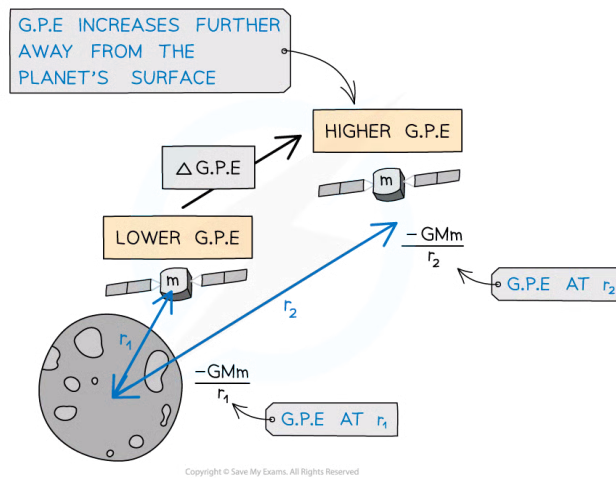 G.P.E INCREASES FURTHER
AWAY FROM THE
PLANET'S SURFACE
HIGHER G.P.E
△ G.P.E
m
LOWER G.P.E
–GMm
r₂
G.P.E AT r₂
m
r₂
r₁
–GMm
r₁
G.P.E AT r₁
Copyright © Save My Exams. All Rights Reserved